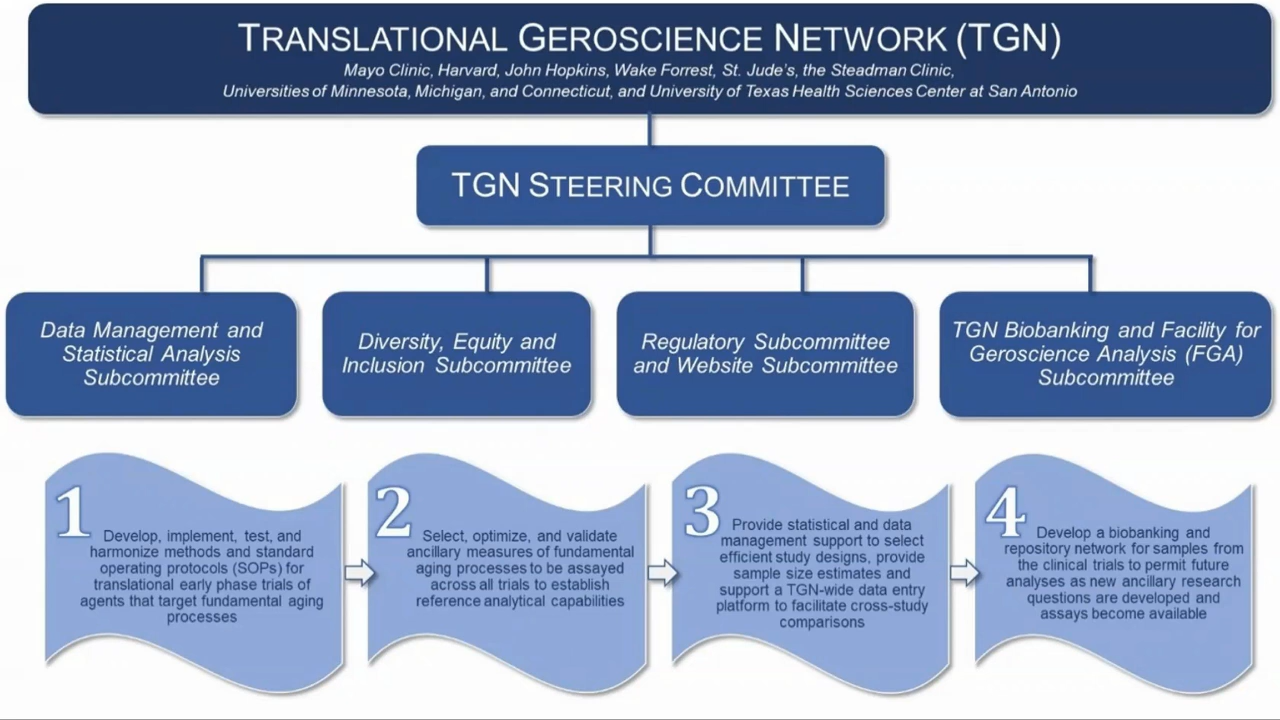 TRANSLATIONAL GEROSCIENCE NETWORK (TGN)
Mayo Clinic, Harvard, John Hopkins, Wake Forrest, St. Jude's, the Steadman Clinic,
Universities of Minnesota, Michigan, and Connecticut, and University of Texas Health Sciences Center at San Antonio
TGN STEERING COMMITTEE
Data Management and
Statistical Analysis
Subcommittee
Diversity, Equity and
Inclusion Subcommittee
Regulatory Subcommittee
and Website Subcommittee
TGN Biobanking and Facility for
Geroscience Analysis (FGA)
Subcommittee
1
Develop, implement, test, and
harmonize methods and standard
operating protocols (SOPs) for
translational early phase trials of
agents that target fundamental aging
processes
2
Select, optimize, and validate
ancillary measures of fundamental
aging processes to be assayed
across all trials to establish
reference analytical capabilities
3
Provide statistical and data
management support to select
efficient study designs, provide
sample size estimates and
support a TGN-wide data entry
platform to facilitate cross-study
comparisons
4
Develop a biobanking and
repository network for samples from
the clinical trials to permit future
analyses as new ancillary research
questions are developed and
assays become available